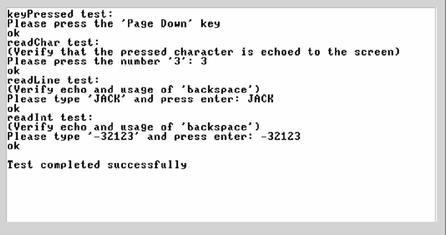 keyPressed test:
Please press the 'Page Down' key
ok
readChar test:
(Verify that the pressed character is echoed to the screen)
Please press the number '3': 3
ok
readLine test:
(Verify echo and usage of 'backspace')
Please type 'JACK' and press enter: JACK
ok
readInt test:
(Verify echo and usage of 'backspace')
Please type '-32123' and press enter: -32123
ok
Test completed successfully